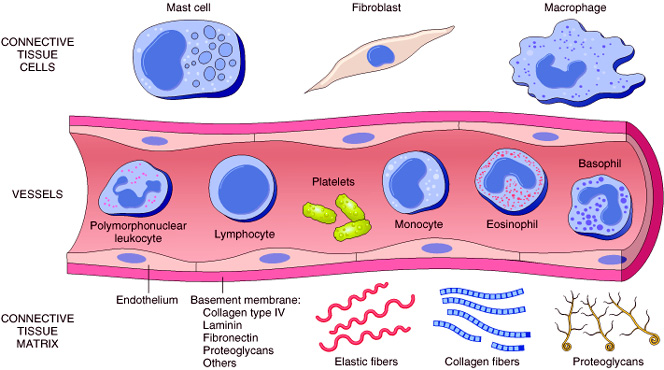 Mast cell
Fibroblast
Macrophage
CONNECTIVE
TISSUE
CELLS
VESSELS
Polymorphonuclear
leukocyte
Lymphocyte
Platelets
Monocyte
Eosinophil
Basophil
Endothelium
Basement membrane:
Collagen type IV
Laminin
Fibronectin
Proteoglycans
Others
CONNECTIVE
TISSUE
MATRIX
Elastic fibers
Collagen fibers
Proteoglycans